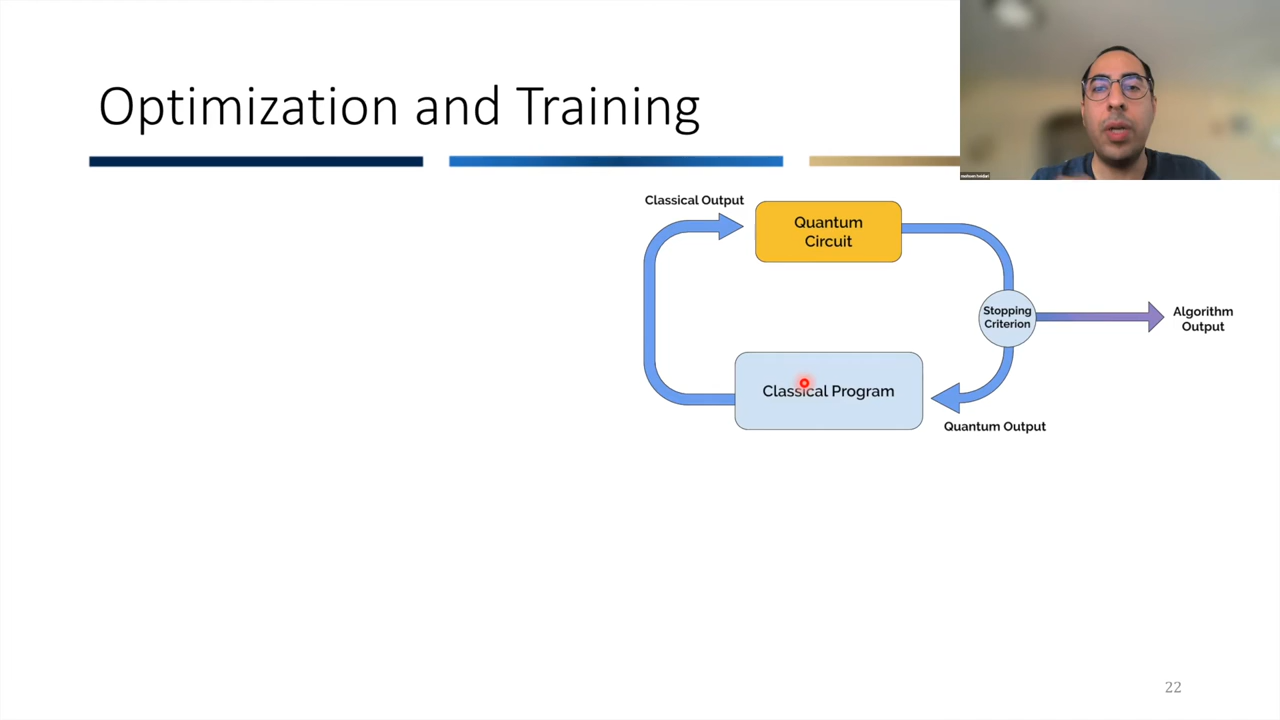 Optimization and Training
Classical Output
Quantum
Circuit
Stopping
Criterion
Algorithm
Output
Classical Program
Quantum Output
22